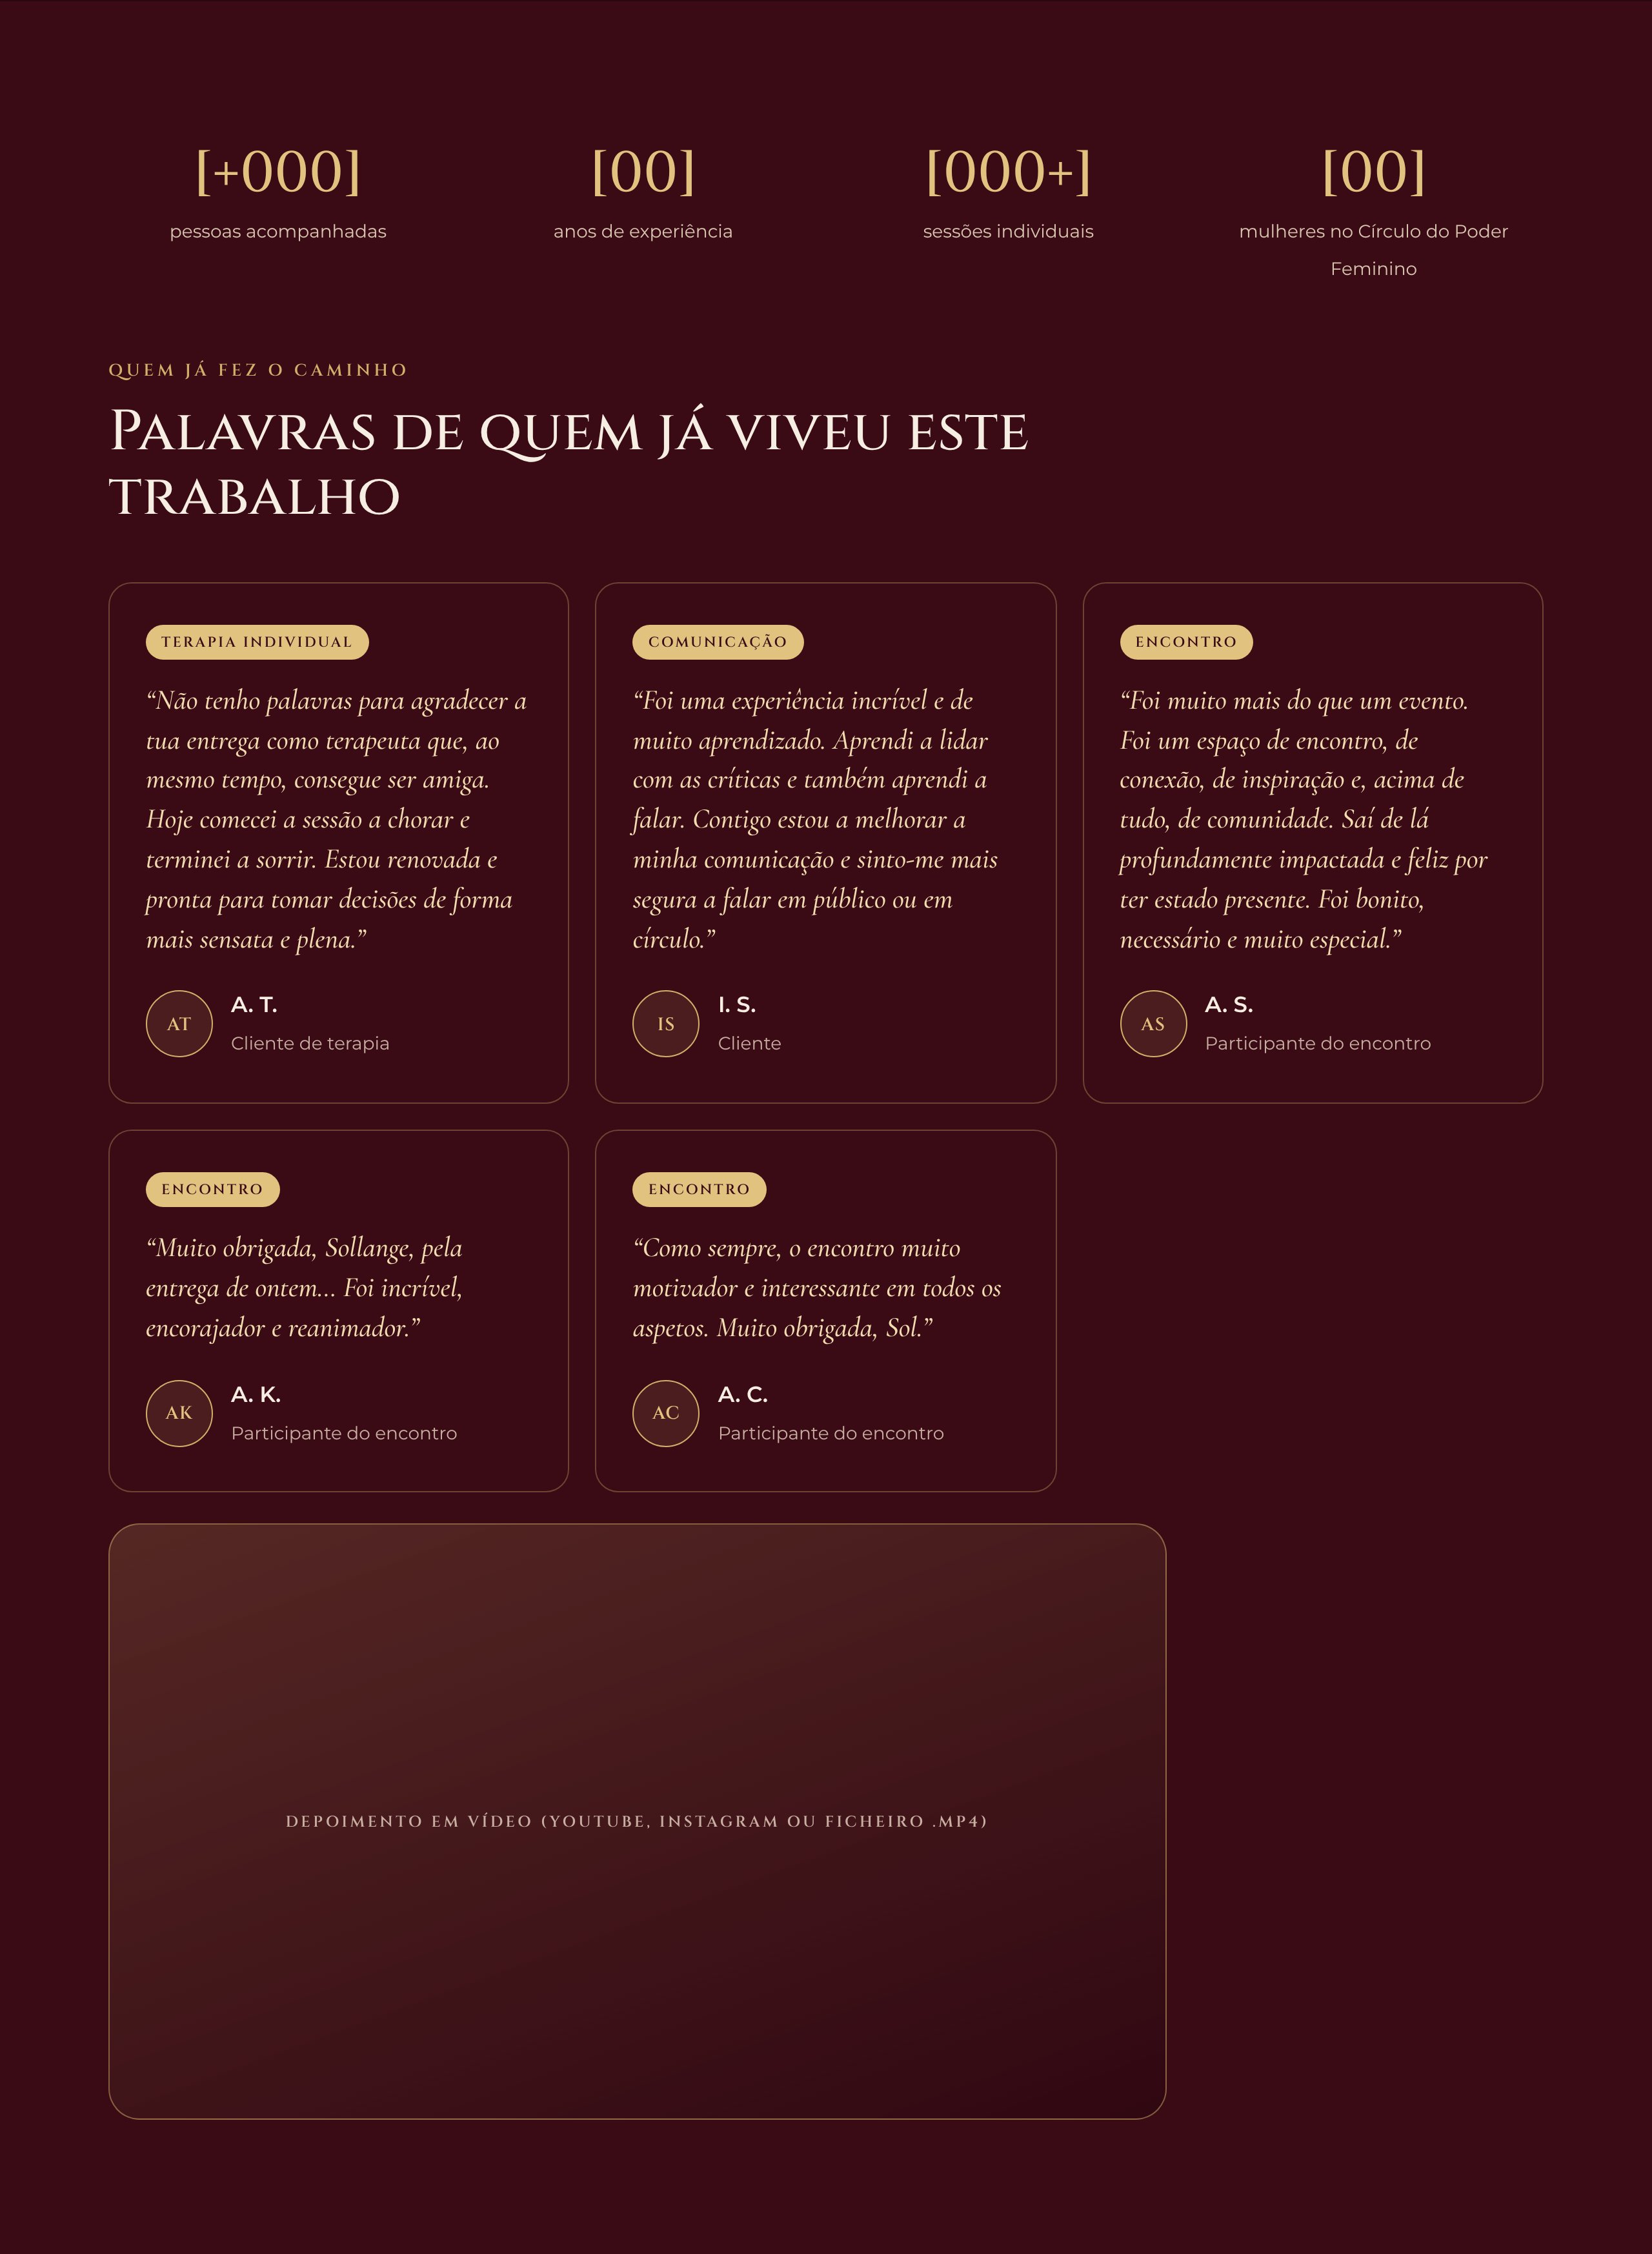 [+000]
pessoas acompanhadas
[00]
anos de experiência
[000+]
sessões individuais
[00]
mulheres no Círculo do Poder
Feminino
QUEM JÁ FEZ O CAMINHO
Palavras de quem já viveu este
trabalho
TERAPIA INDIVIDUAL
“Não tenho palavras para agradecer a
tua entrega como terapeuta que, ao
mesmo tempo, consegue ser amiga.
Hoje comecei a sessão a chorar e
terminei a sorrir. Estou renovada e
pronta para tomar decisões de forma
mais sensata e plena.”
AT
A. T.
Cliente de terapia
COMUNICAÇÃO
“Foi uma experiência incrível e de
muito aprendizado. Aprendi a lidar
com as críticas e também aprendi a
falar. Contigo estou a melhorar a
minha comunicação e sinto-me mais
segura a falar em público ou em
círculo.”
IS
I. S.
Cliente
ENCONTRO
“Foi muito mais do que um evento.
Foi um espaço de encontro, de
conexão, de inspiração e, acima de
tudo, de comunidade. Saí de lá
profundamente impactada e feliz por
ter estado presente. Foi bonito,
necessário e muito especial.”
AS
A. S.
Participante do encontro
ENCONTRO
“Muito obrigada, Sollange, pela
entrega de ontem… Foi incrível,
encorajador e reanimador.”
AK
A. K.
Participante do encontro
ENCONTRO
“Como sempre, o encontro muito
motivador e interessante em todos os
aspetos. Muito obrigada, Sol.”
AC
A. C.
Participante do encontro
DEPOIMENTO EM VÍDEO (YOUTUBE, INSTAGRAM OU FICHEIRO .MP4)